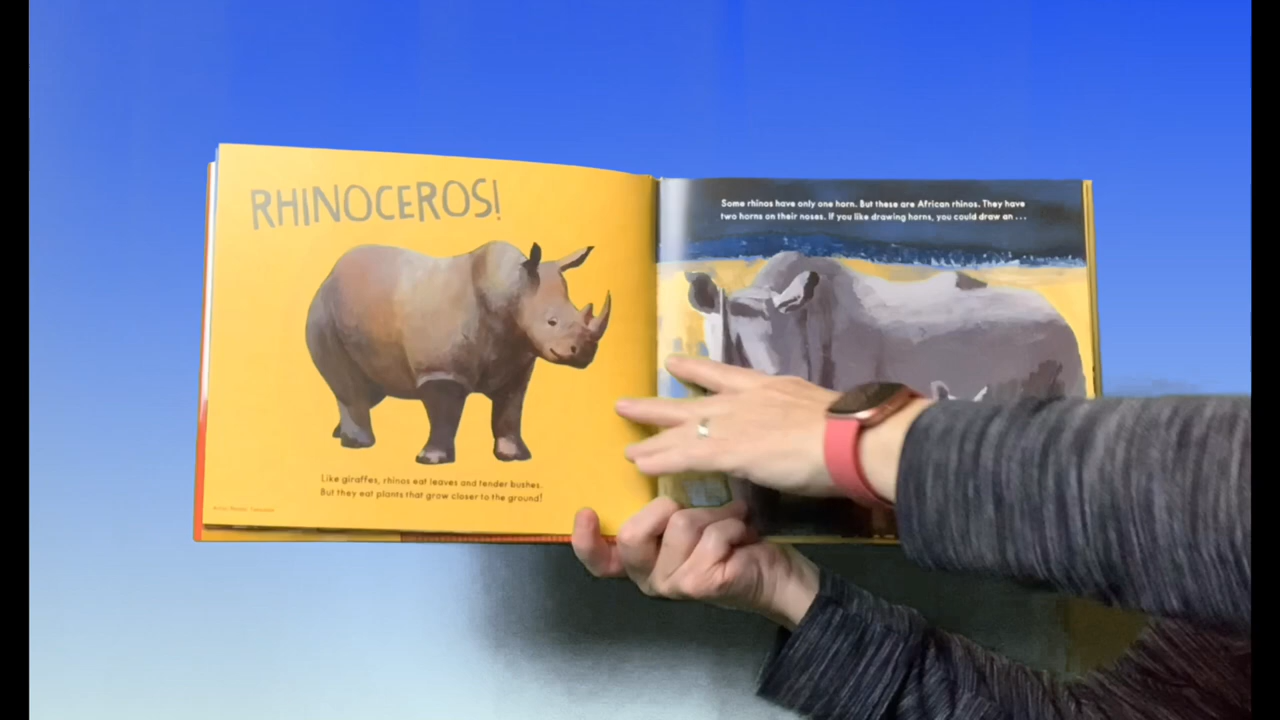 RHINOCEROS!
Like giraffes, rhinos eat leaves and tender bushes.
But they eat plants that grow closer to the ground!
Some rhinos have only one horn. But these are African rhinos. They have
two horns on their noses. If you like drawing horns, you could draw an . . .